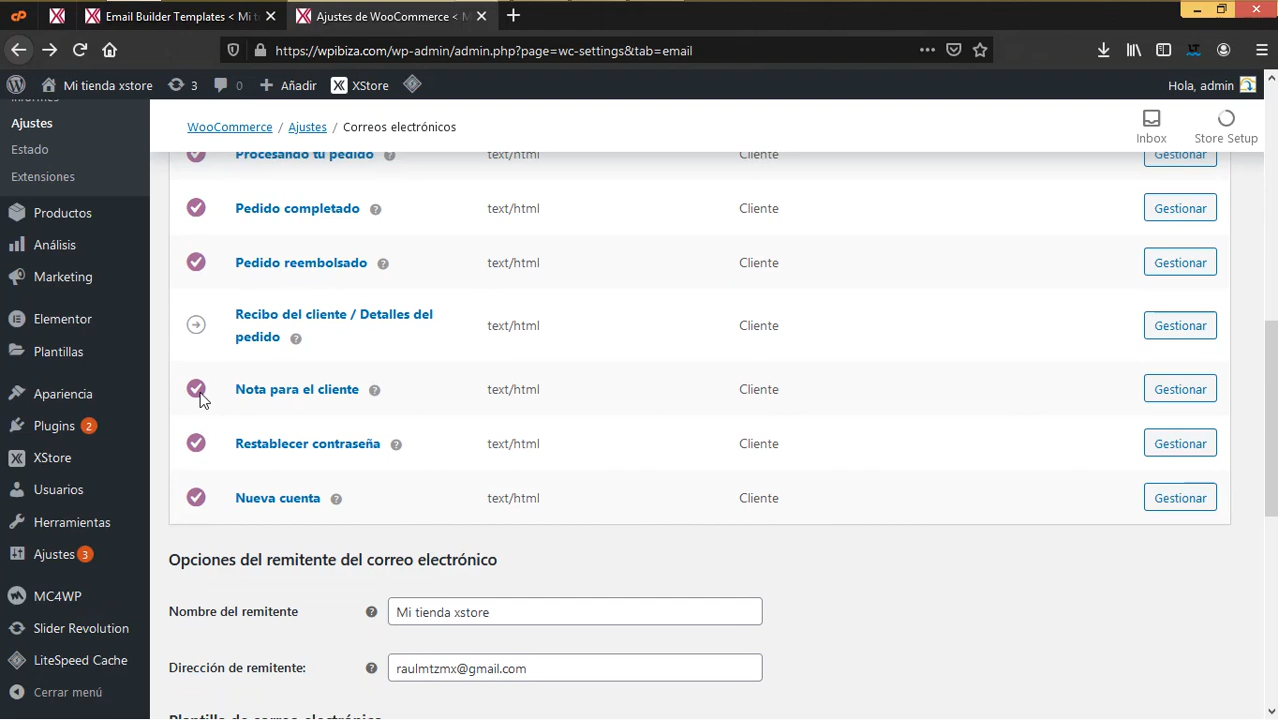 Email Builder Templates < Mi t
Ajustes de WooCommerce < M
https://wpibiza.com/wp-admin/admin.php?page=wc-settings&tab=email
Mi tienda xstore
3
0
Añadir
XStore
Hola, admin
Informes
Ajustes
Estado
Extensiones
Productos
Análisis
Marketing
Elementor
Plantillas
Apariencia
Plugins 2
XStore
Usuarios
Herramientas
Ajustes 3
MC4WP
Slider Revolution
LiteSpeed Cache
Cerrar menú
WooCommerce / Ajustes / Correos electrónicos
Inbox
Store Setup
Procesando tu pedido ? text/html Cliente Gestionar
Pedido completado ? text/html Cliente Gestionar
Pedido reembolsado ? text/html Cliente Gestionar
Recibo del cliente / Detalles del
pedido ? text/html Cliente Gestionar
Nota para el cliente ? text/html Cliente Gestionar
Restablecer contraseña ? text/html Cliente Gestionar
Nueva cuenta ? text/html Cliente Gestionar
Opciones del remitente del correo electrónico
Nombre del remitente ? Mi tienda xstore
Dirección de remitente: ? raulmtzmx@gmail.com
Plantilla de correo electrónico